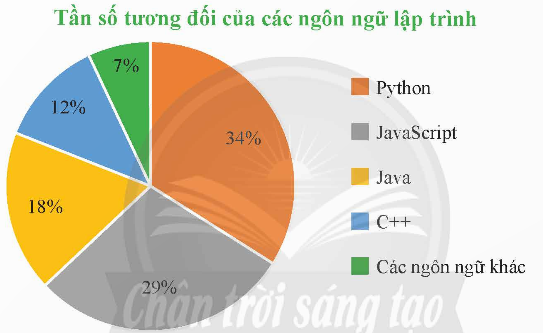 Tần số tương đối của các ngôn ngữ lập trình
7%
12%
34%
18%
29%
Python
JavaScript
Java
C++
Các ngôn ngữ khác
Chân trời sáng tạo